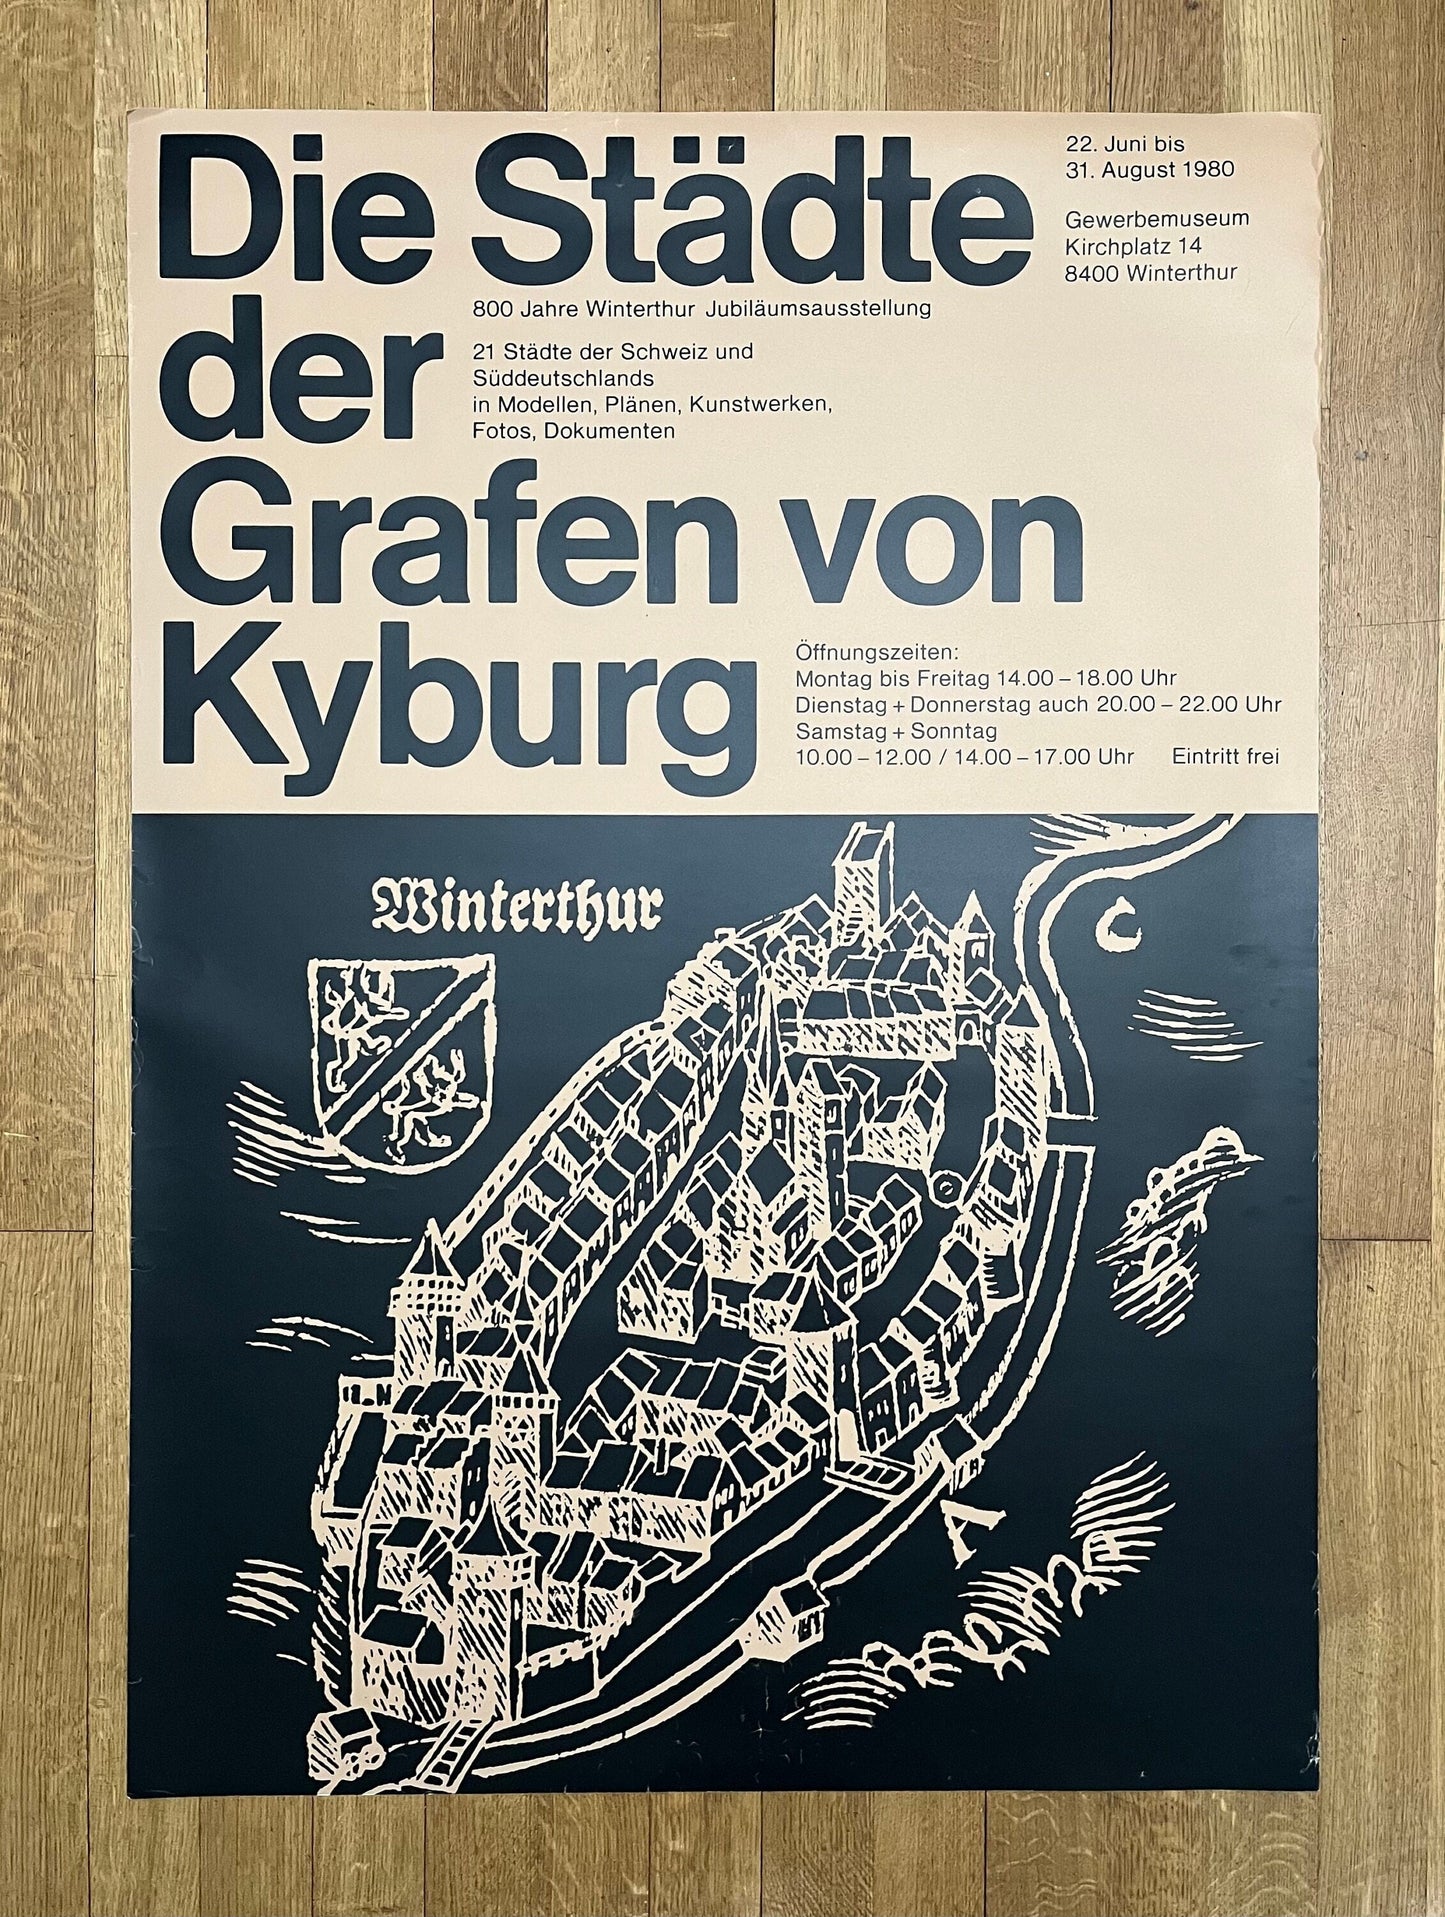 Die Städte
22. Juni bis
31. August 1980
Gewerbemuseum
Kirchplatz 14
8400 Winterthur
800 Jahre Winterthur Jubiläumsausstellung
der
21 Städte der Schweiz und
Süddeutschlands
in Modellen, Plänen, Kunstwerken,
Fotos, Dokumenten
Grafen von
Kyburg
Öffnungszeiten:
Montag bis Freitag 14.00 – 18.00 Uhr
Dienstag + Donnerstag auch 20.00 – 22.00 Uhr
Samstag + Sonntag
10.00 – 12.00 / 14.00 – 17.00 Uhr Eintritt frei
Winterthur
C
A